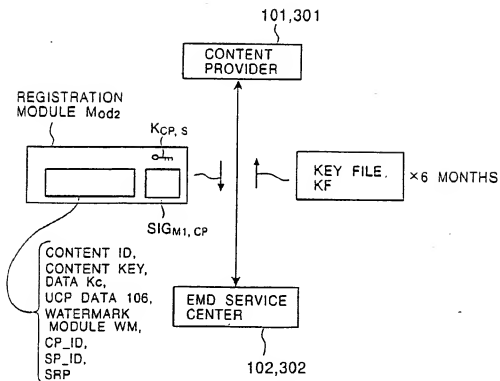 101,301
CONTENT
PROVIDER
REGISTRATION
MODULE Mod2
KCP, S
KEY FILE.
KF
×6 MONTHS
SIGM1, CP
CONTENT ID,
CONTENT KEY,
DATA Kc,
UCP DATA 106,
WATERMARK
MODULE WM,
CP_ID,
SP_ID,
SRP
EMD SERVICE
CENTER
102,302